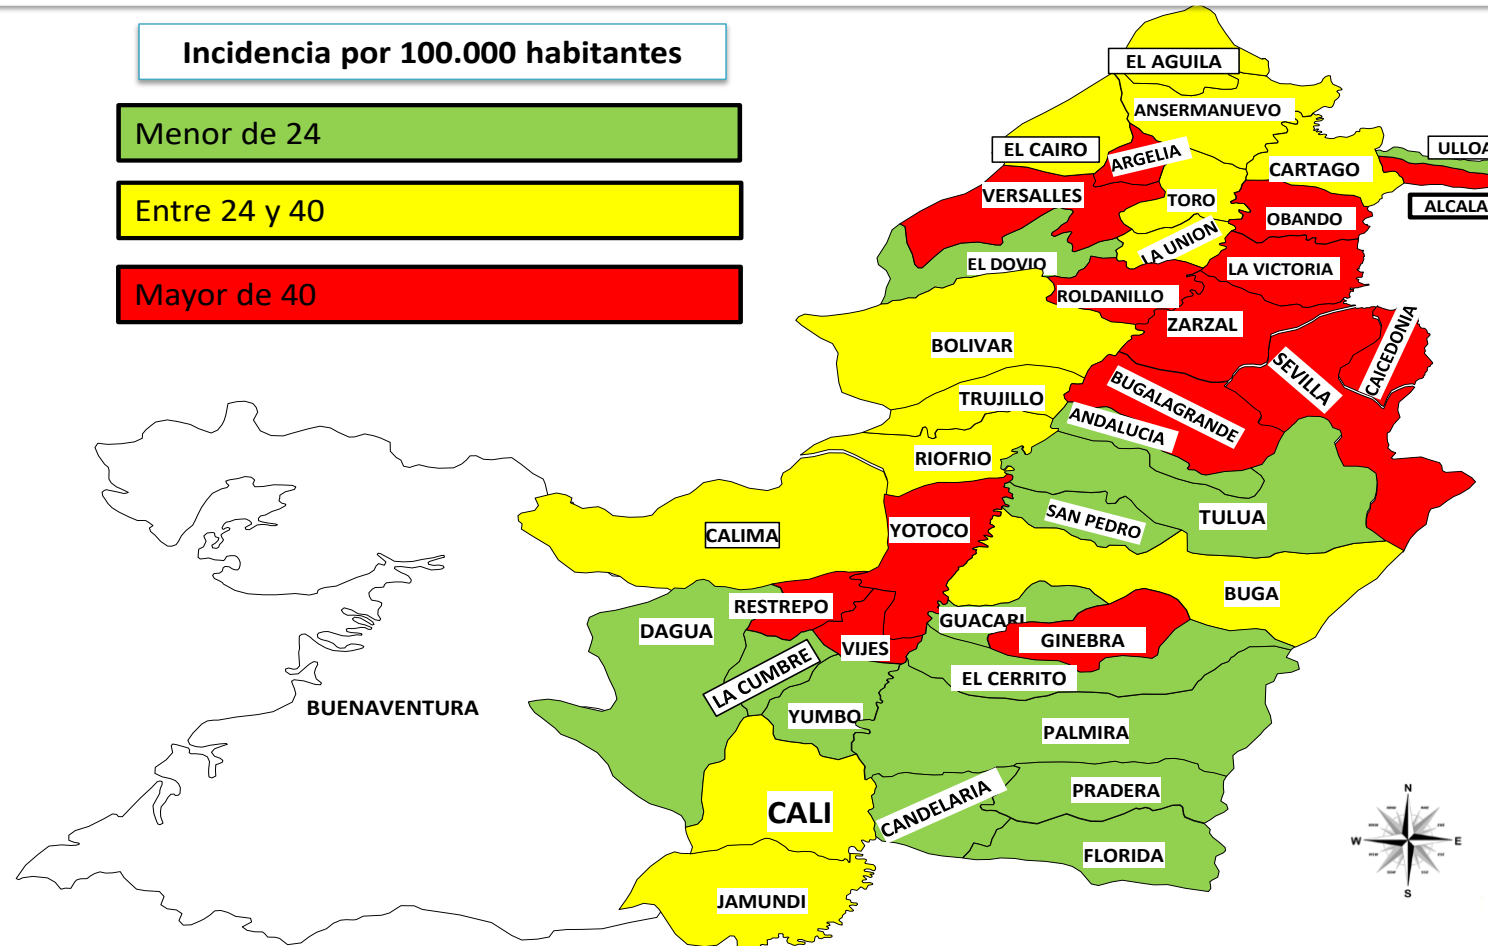 Incidencia por 100.000 habitantes
Menor de 24
Entre 24 y 40
Mayor de 40
EL AGUILA
ANSERMANUEVO
EL CAIRO
ARGELIA
CARTAGO
ULLOA
VERSALLES
TORO
ALCALA
OBANDO
LA UNION
EL DOVIO
LA VICTORIA
ROLDANILLO
ZARZAL
CAICEDONIA
BOLIVAR
SEVILLA
TRUJILLO
BUGALAGRANDE
ANDALUCIA
RIOFRIO
CALIMA
YOTOCO
SAN PEDRO
TULUA
BUGA
RESTREPO
DAGUA
GUACARI
GINEBRA
VIJES
LA CUMBRE
EL CERRITO
BUENAVENTURA
YUMBO
PALMIRA
CALI
CANDELARIA
PRADERA
FLORIDA
JAMUNDI
N
W
E
S